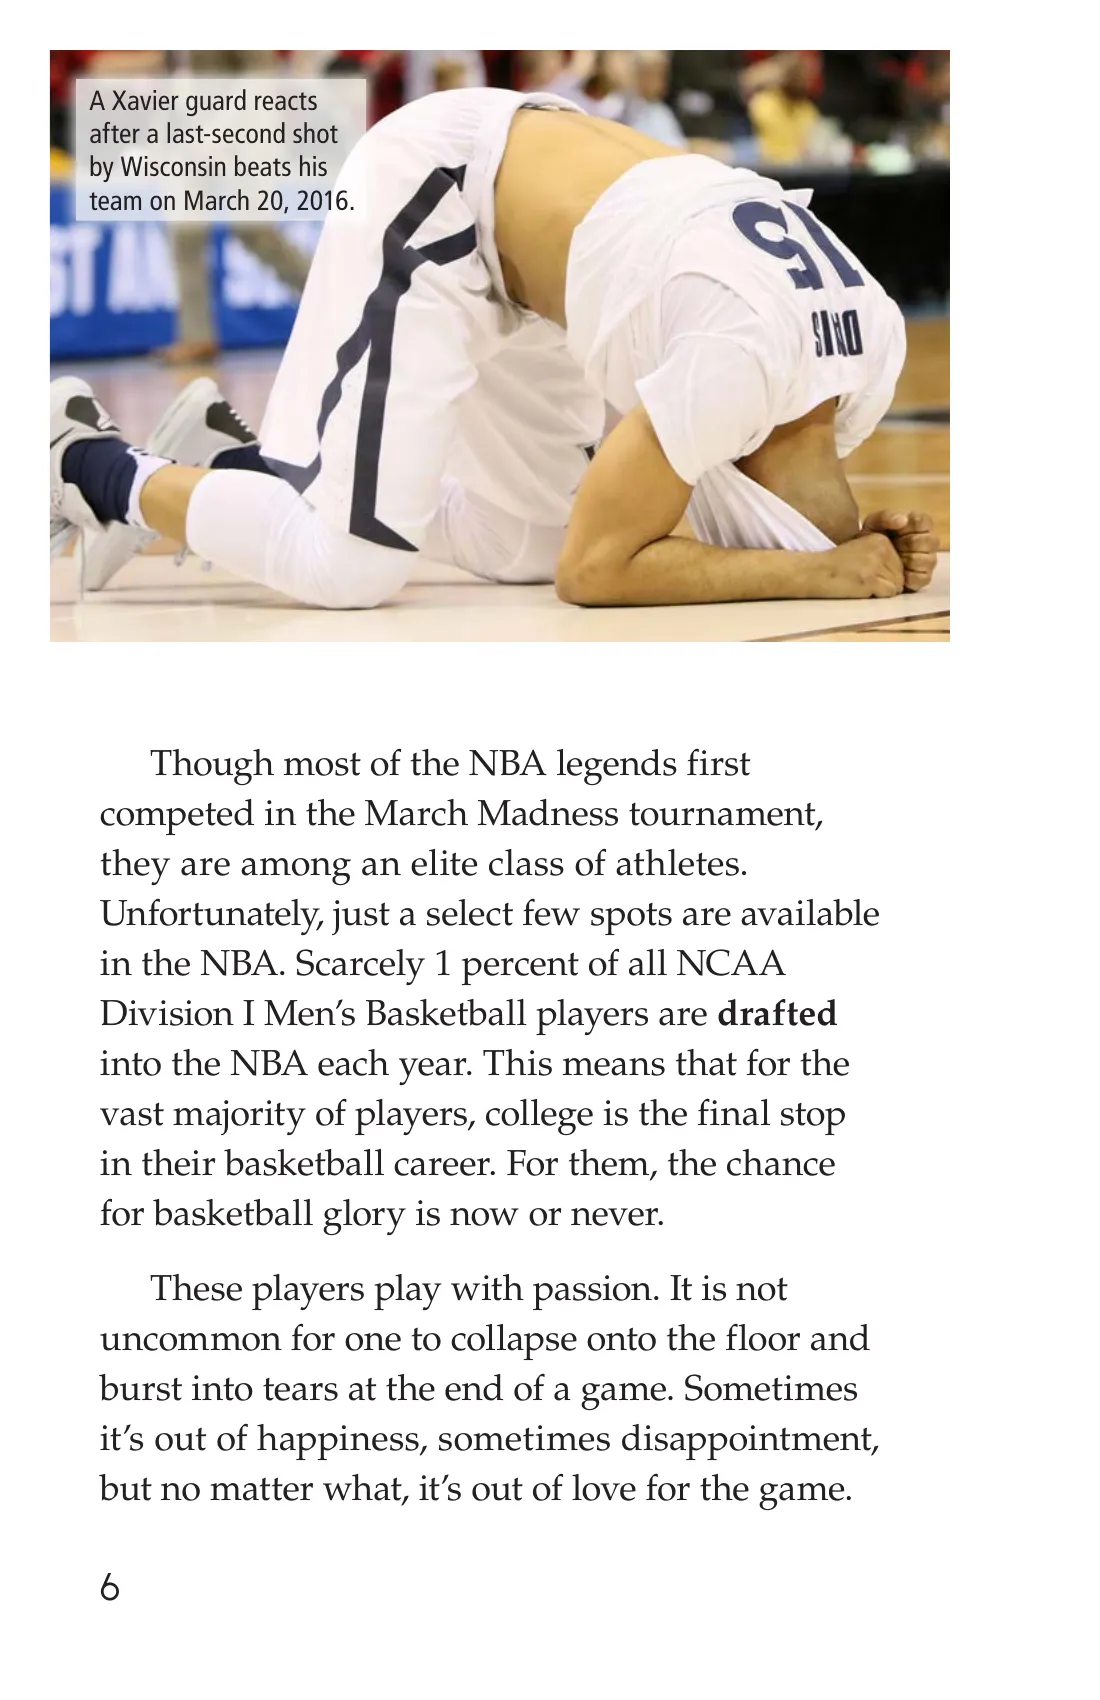 A Xavier guard reacts
after a last-second shot
by Wisconsin beats his
team on March 20, 2016.
15
DAVIS
Though most of the NBA legends first
competed in the March Madness tournament,
they are among an elite class of athletes.
Unfortunately, just a select few spots are available
in the NBA. Scarcely 1 percent of all NCAA
Division I Men’s Basketball players are drafted
into the NBA each year. This means that for the
vast majority of players, college is the final stop
in their basketball career. For them, the chance
for basketball glory is now or never.
These players play with passion. It is not
uncommon for one to collapse onto the floor and
burst into tears at the end of a game. Sometimes
it’s out of happiness, sometimes disappointment,
but no matter what, it’s out of love for the game.
6